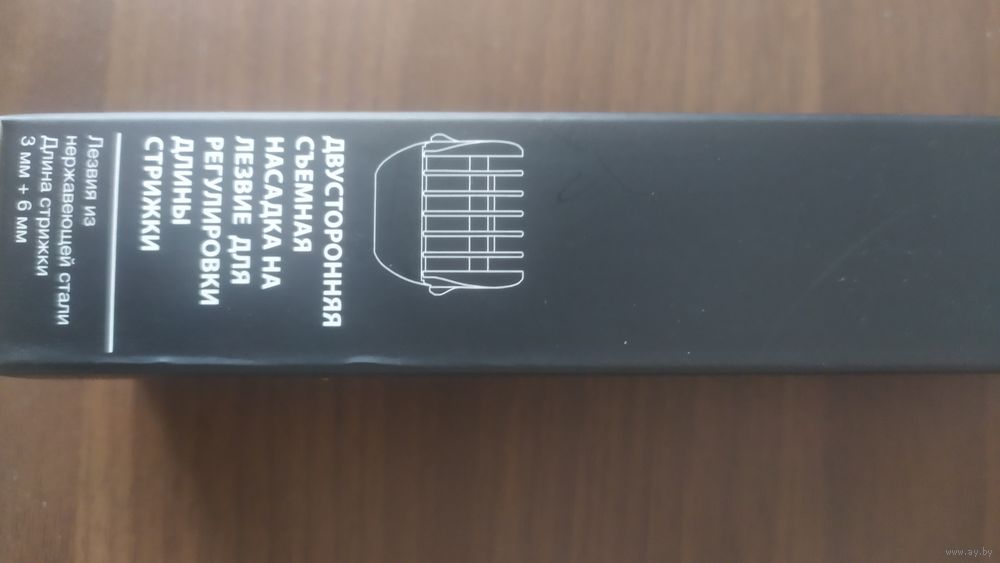 ДВУСТОРОННЯЯ
СЪЕМНАЯ
НАСАДКА НА
ЛЕЗВИЕ ДЛЯ
РЕГУЛИРОВКИ
ДЛИНЫ
СТРИЖКИ
Лезвия из
нержавеющей стали
Длина стрижки
3 мм + 6 мм
www.ay.by